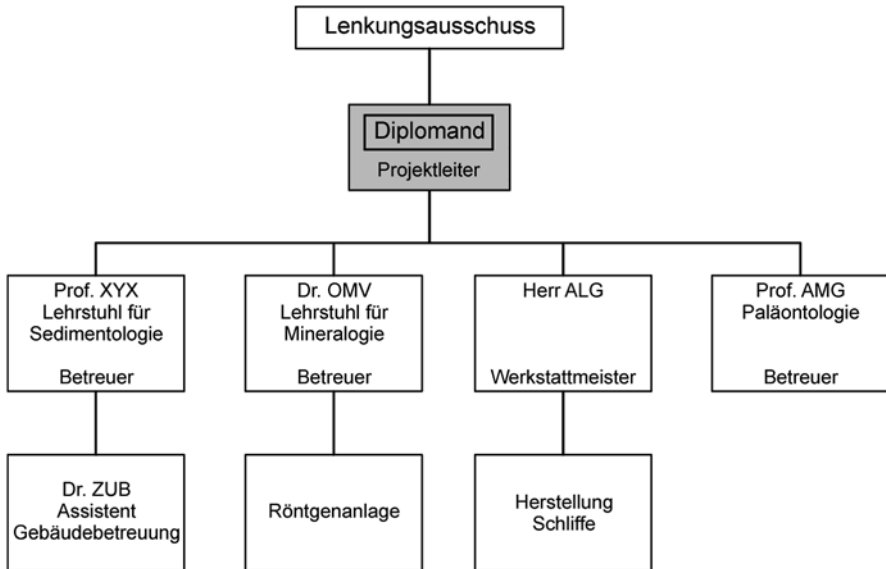 Lenkungsausschuss
Diplomand
Projektleiter
Prof. XYX
Lehrstuhl für
Sedimentologie
Betreuer
Dr. OMV
Lehrstuhl für
Mineralogie
Betreuer
Herr ALG
Werkstattmeister
Prof. AMG
Paläontologie
Betreuer
Dr. ZUB
Assistent
Gebäudebetreuung
Röntgenanlage
Herstellung
Schliffe